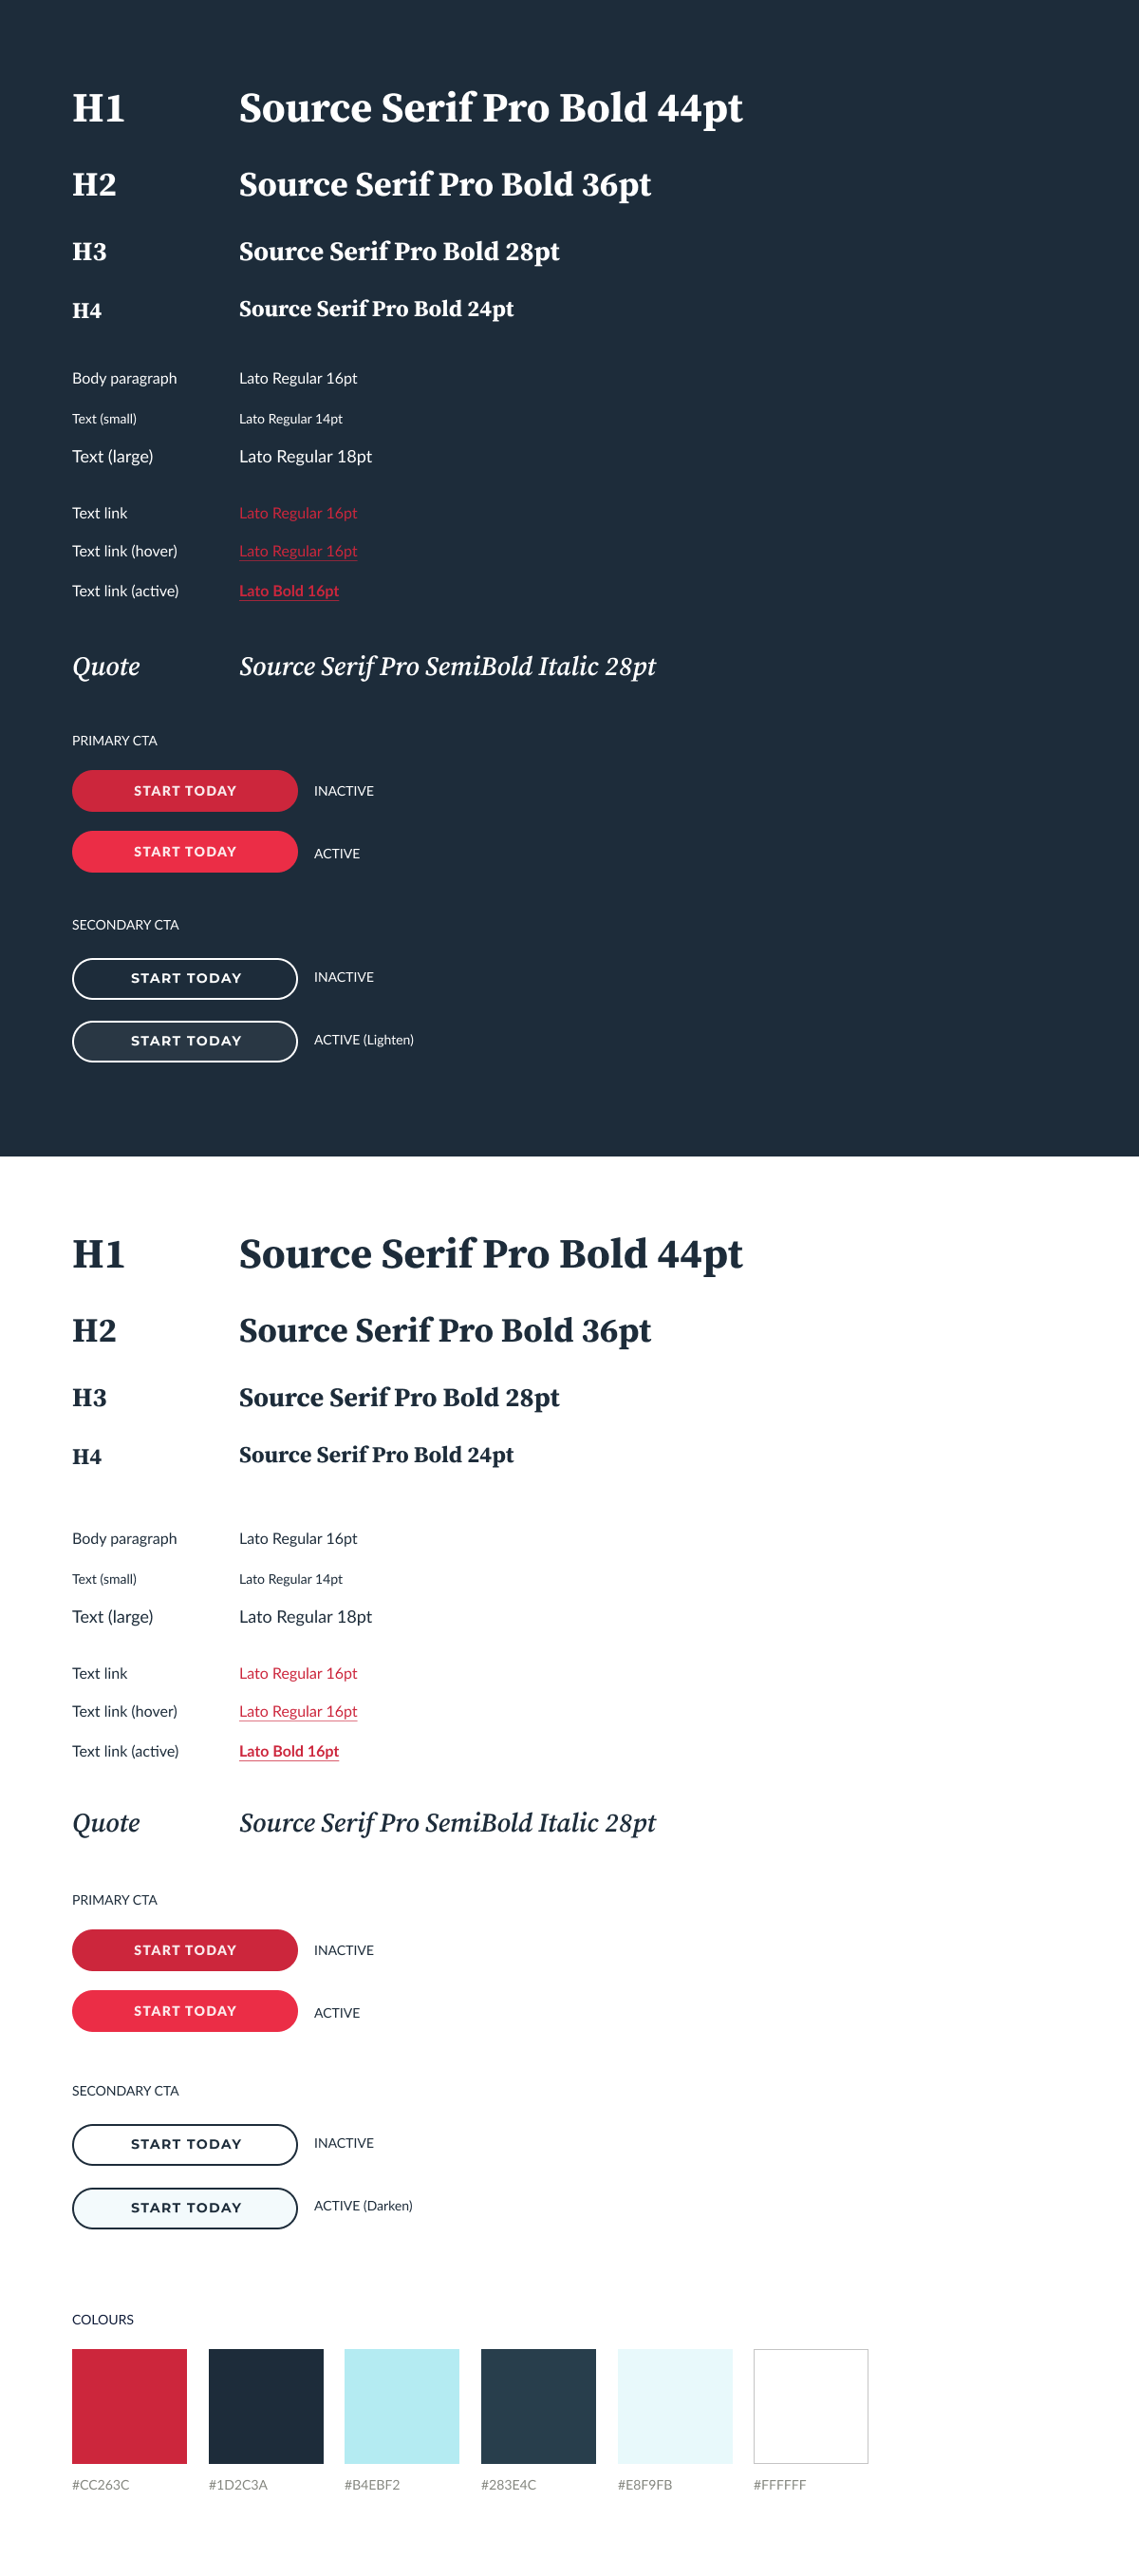 H1 Source Serif Pro Bold 44pt
H2 Source Serif Pro Bold 36pt
H3 Source Serif Pro Bold 28pt
H4 Source Serif Pro Bold 24pt
Body paragraph Lato Regular 16pt
Text (small) Lato Regular 14pt
Text (large) Lato Regular 18pt
Text link Lato Regular 16pt
Text link (hover) Lato Regular 16pt
Text link (active) Lato Bold 16pt
Quote Source Serif Pro SemiBold Italic 28pt
PRIMARY CTA
START TODAY INACTIVE
START TODAY ACTIVE
SECONDARY CTA
START TODAY INACTIVE
START TODAY ACTIVE (Lighten)
H1 Source Serif Pro Bold 44pt
H2 Source Serif Pro Bold 36pt
H3 Source Serif Pro Bold 28pt
H4 Source Serif Pro Bold 24pt
Body paragraph Lato Regular 16pt
Text (small) Lato Regular 14pt
Text (large) Lato Regular 18pt
Text link Lato Regular 16pt
Text link (hover) Lato Regular 16pt
Text link (active) Lato Bold 16pt
Quote Source Serif Pro SemiBold Italic 28pt
PRIMARY CTA
START TODAY INACTIVE
START TODAY ACTIVE
SECONDARY CTA
START TODAY INACTIVE
START TODAY ACTIVE (Darken)
COLOURS
#CC263C #1D2C3A #B4EBF2 #283E4C #E8F9FB #FFFFFF